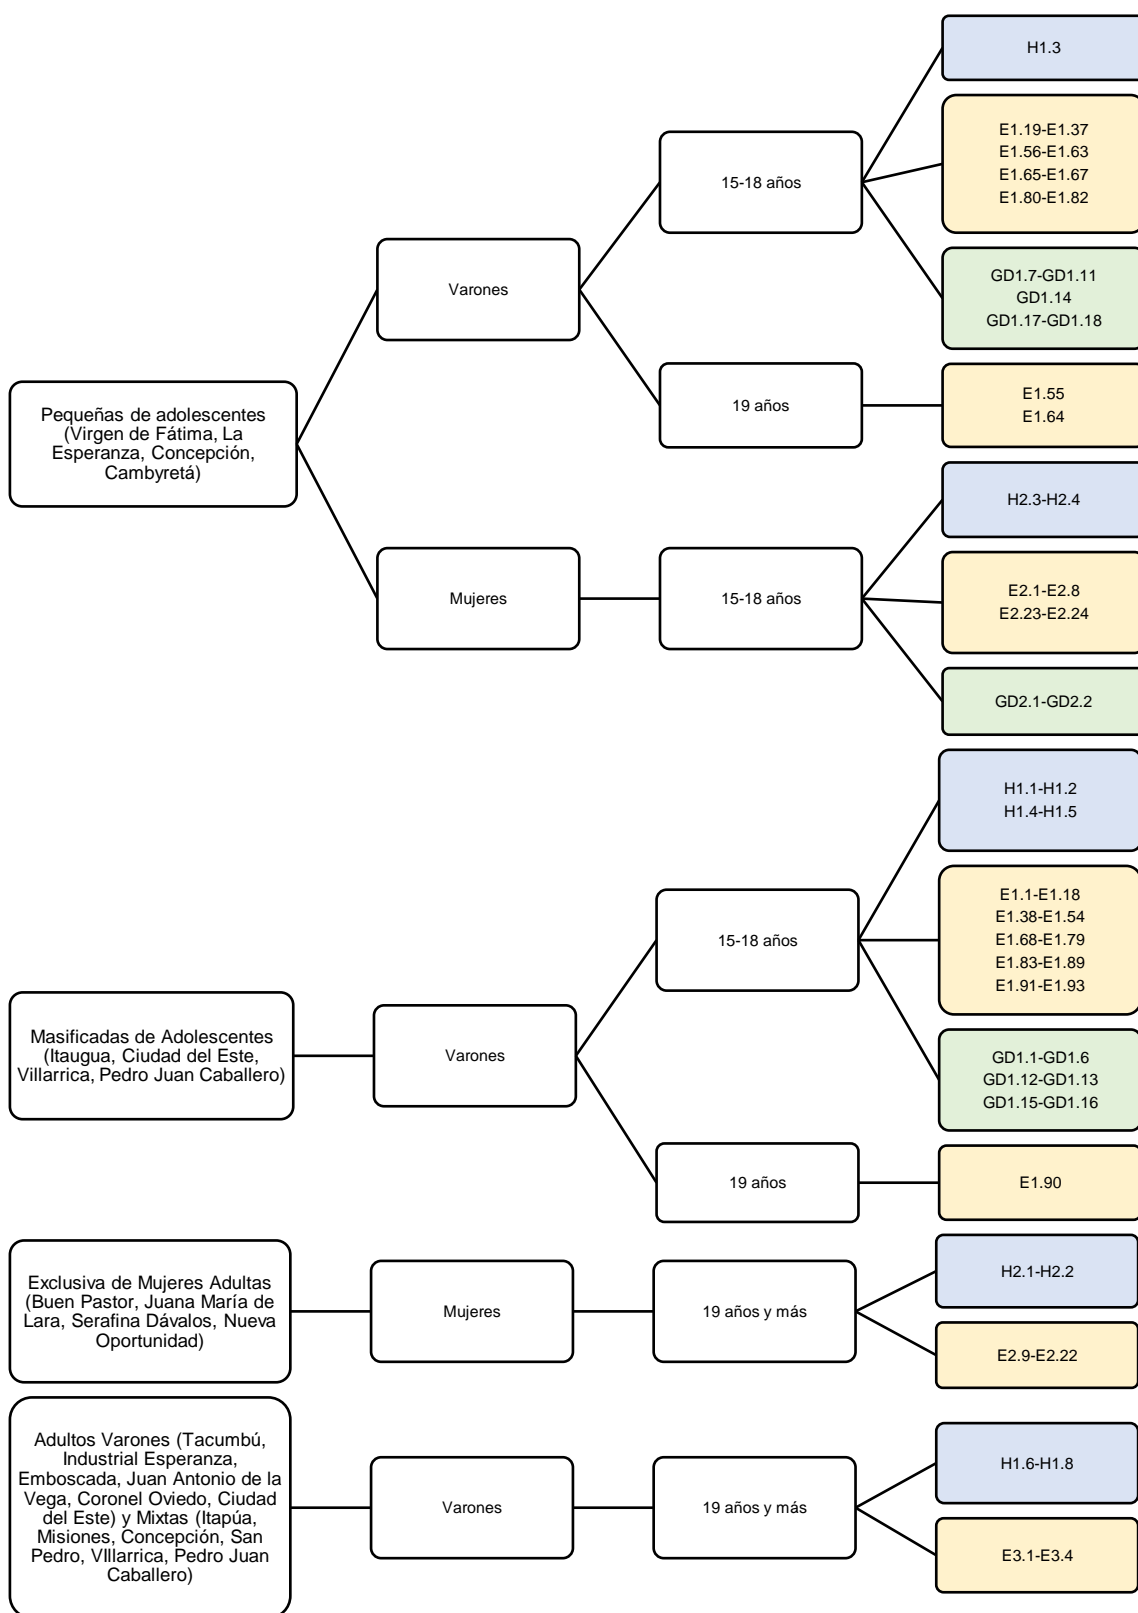 Pequeñas de adolescentes
(Virgen de Fátima, La
Esperanza, Concepción,
Cambyretá)
Varones
15-18 años
H1.3
E1.19-E1.37
E1.56-E1.63
E1.65-E1.67
E1.80-E1.82
GD1.7-GD1.11
GD1.14
GD1.17-GD1.18
19 años
E1.55
E1.64
Mujeres
15-18 años
H2.3-H2.4
E2.1-E2.8
E2.23-E2.24
GD2.1-GD2.2
Masificadas de Adolescentes
(Itaugua, Ciudad del Este,
Villarrica, Pedro Juan Caballero)
Varones
15-18 años
H1.1-H1.2
H1.4-H1.5
E1.1-E1.18
E1.38-E1.54
E1.68-E1.79
E1.83-E1.89
E1.91-E1.93
GD1.1-GD1.6
GD1.12-GD1.13
GD1.15-GD1.16
19 años
E1.90
Exclusiva de Mujeres Adultas
(Buen Pastor, Juana María de
Lara, Serafina Dávalos, Nueva
Oportunidad)
Mujeres
19 años y más
H2.1-H2.2
E2.9-E2.22
Adultos Varones (Tacumbú,
Industrial Esperanza,
Emboscada, Juan Antonio de la
Vega, Coronel Oviedo, Ciudad
del Este) y Mixtas (Itapúa,
Misiones, Concepción, San
Pedro, VIllarrica, Pedro Juan
Caballero)
Varones
19 años y más
H1.6-H1.8
E3.1-E3.4